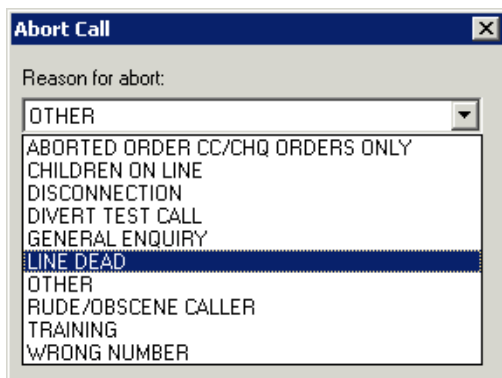 Abort Call
Reason for abort:
OTHER
ABORTED ORDER CC/CHQ ORDERS ONLY
CHILDREN ON LINE
DISCONNECTION
DIVERT TEST CALL
GENERAL ENQUIRY
LINE DEAD
OTHER
RUDE/OBSCENE CALLER
TRAINING
WRONG NUMBER